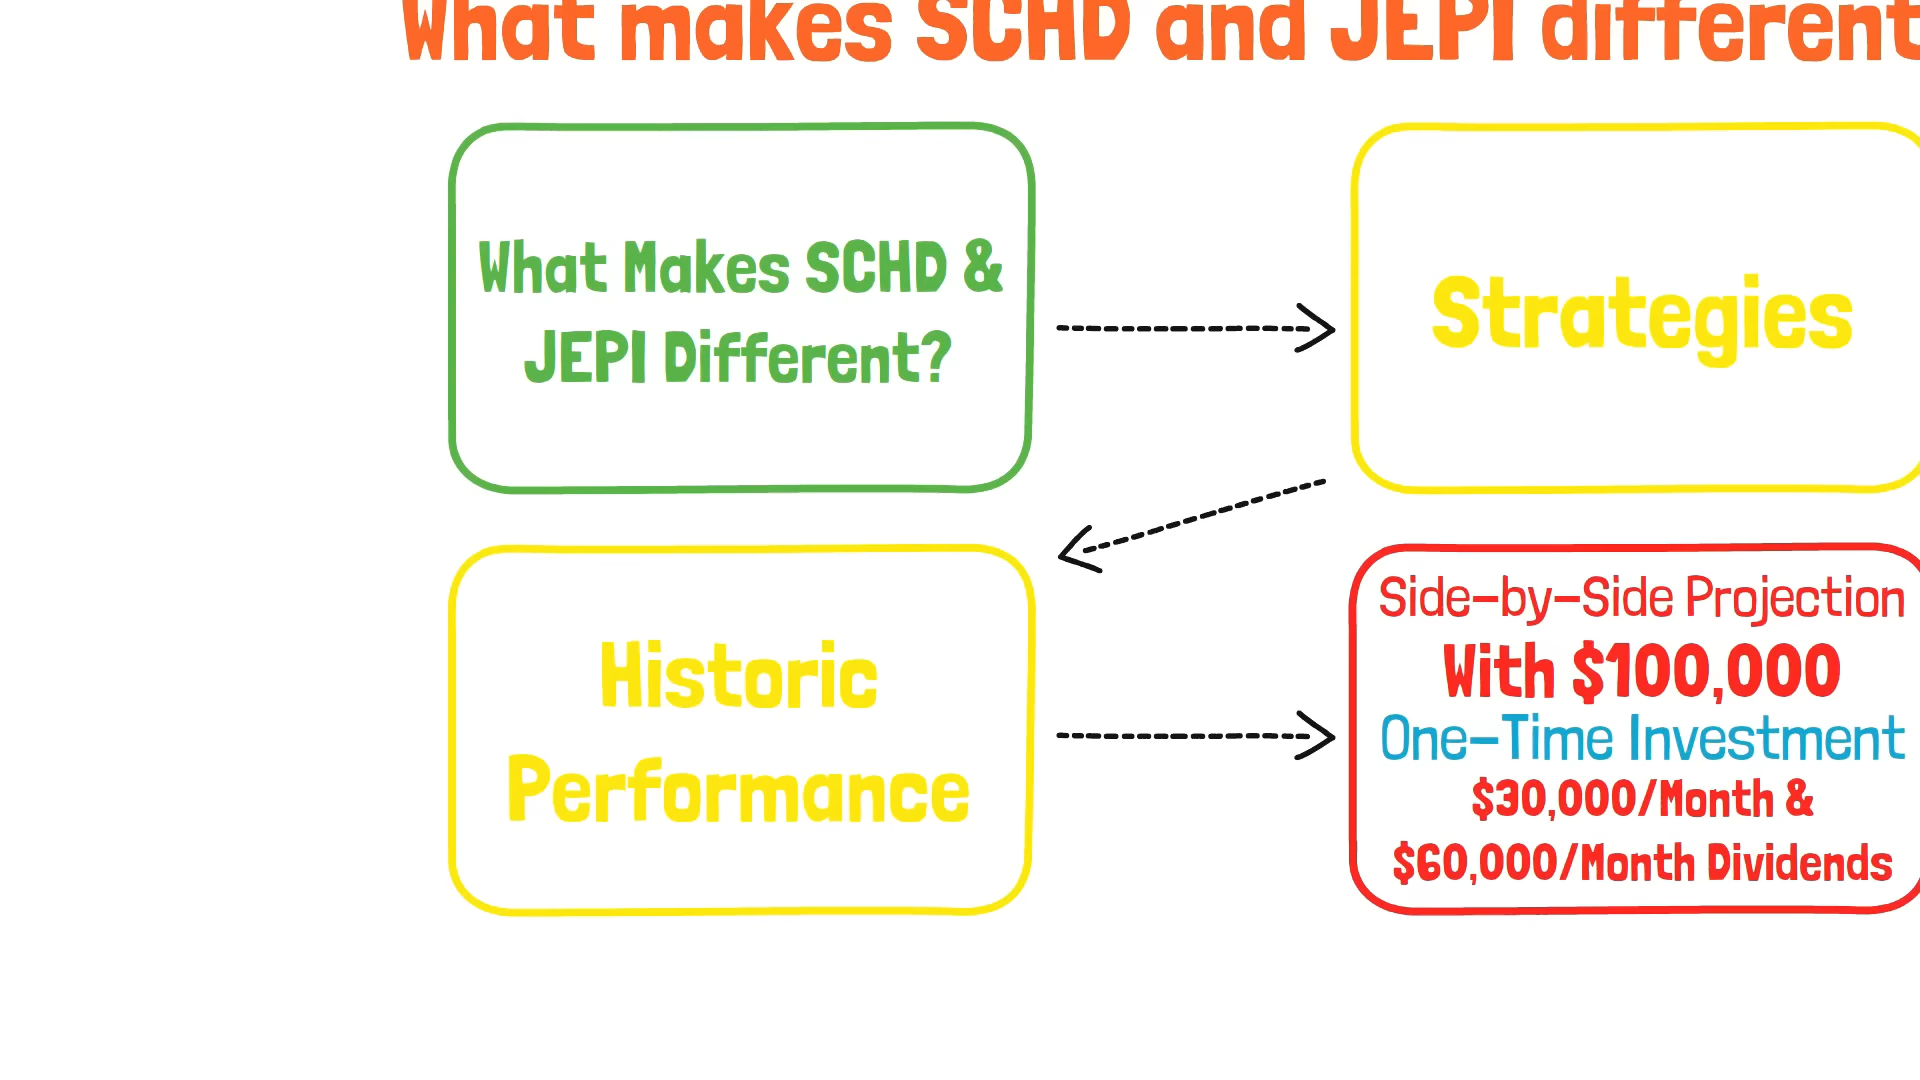 What makes SCHD and JEPI different
What Makes SCHD &
JEPI Different?
Strategies
Historic
Performance
Side-by-Side Projection
With $100,000
One-Time Investment
$30,000/Month &
$60,000/Month Dividends